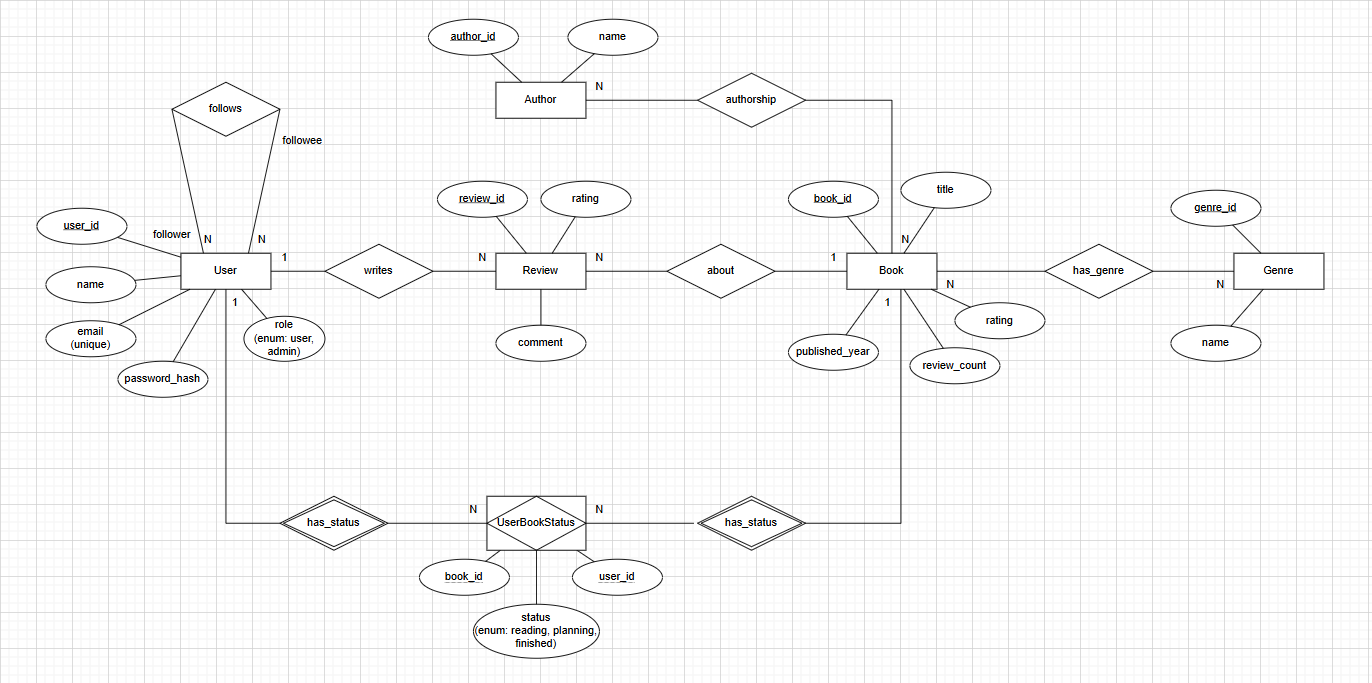 author_id
name
Author
N
authorship
follows
followee
follower
N
N
user_id
User
1
name
email
(unique)
password_hash
role
(enum: user,
admin)
1
writes
review_id
rating
N
Review
N
comment
about
book_id
title
N
1
Book
N
1
published_year
review_count
rating
has_genre
genre_id
Genre
N
name
has_status
N
UserBookStatus
N
has_status
book_id
user_id
status
(enum: reading, planning,
finished)